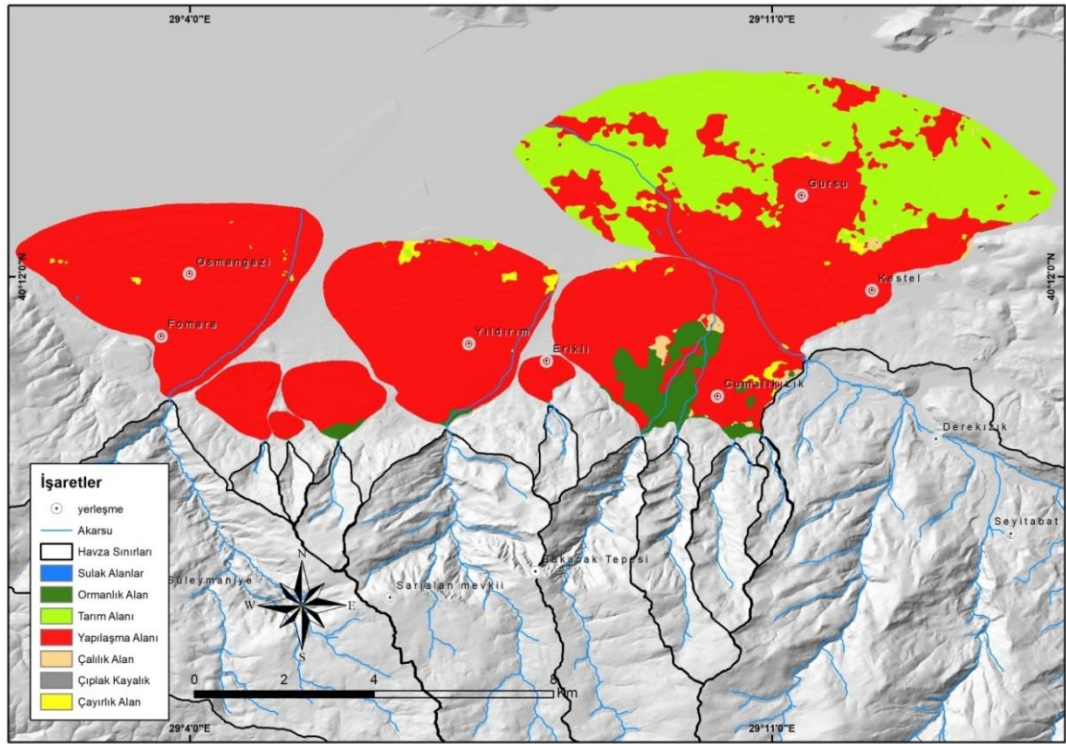 29°4'0"E
29°11'0"E
Gürsu
Osmangazi
40°12'0"N
40°12'0"N
Kestel
Fomara
Yıldırım
Erikli
Cumalıkızık
Derekızık
İşaretler
yerleşme
Akarsu
Havza Sınırları
Sulak Alanlar
Ormanlık Alan
Tarım Alanı
Yapılaşma Alanı
Çalılık Alan
Çıplak Kayalık
Çayırlık Alan
Seyitabat
N
Bakacak Tepesi
Süleymaniye
Sarıalan mevkii
W
E
S
0
2
4
8
Km
29°4'0"E
29°11'0"E